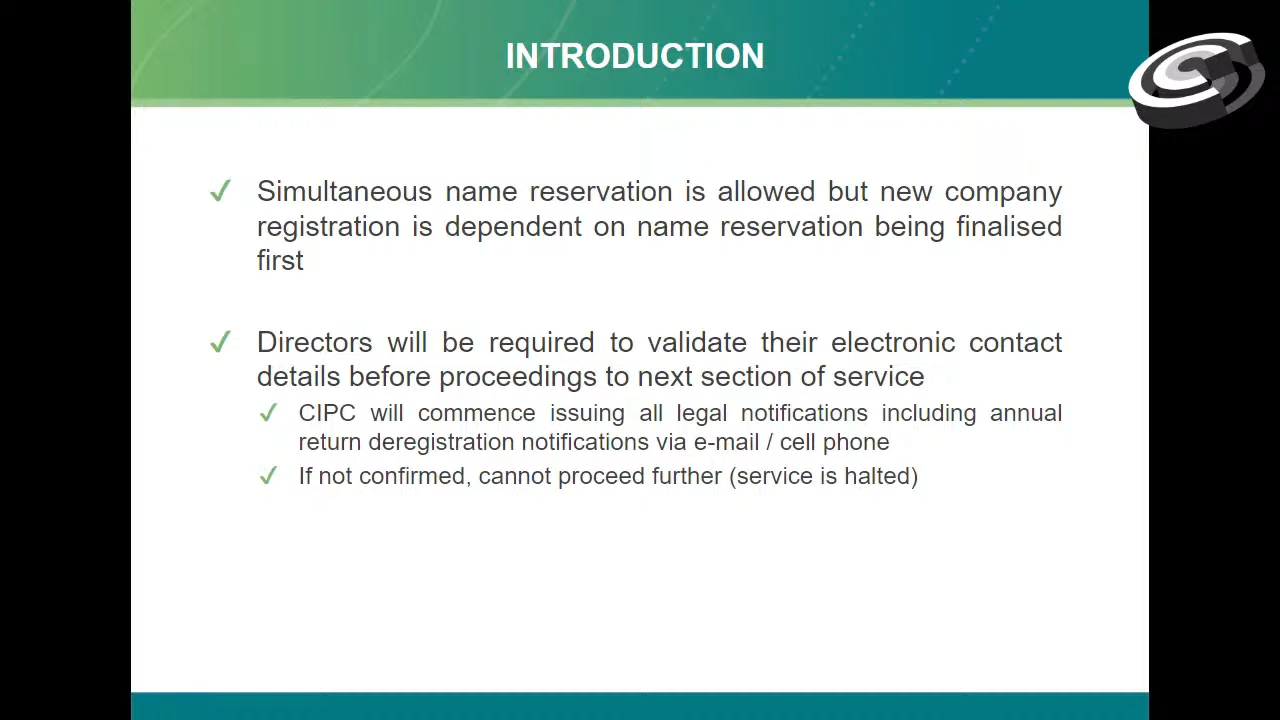 INTRODUCTION
✓ Simultaneous name reservation is allowed but new company
registration is dependent on name reservation being finalised
first
✓ Directors will be required to validate their electronic contact
details before proceedings to next section of service
✓ CIPC will commence issuing all legal notifications including annual
return deregistration notifications via e-mail / cell phone
✓ If not confirmed, cannot proceed further (service is halted)